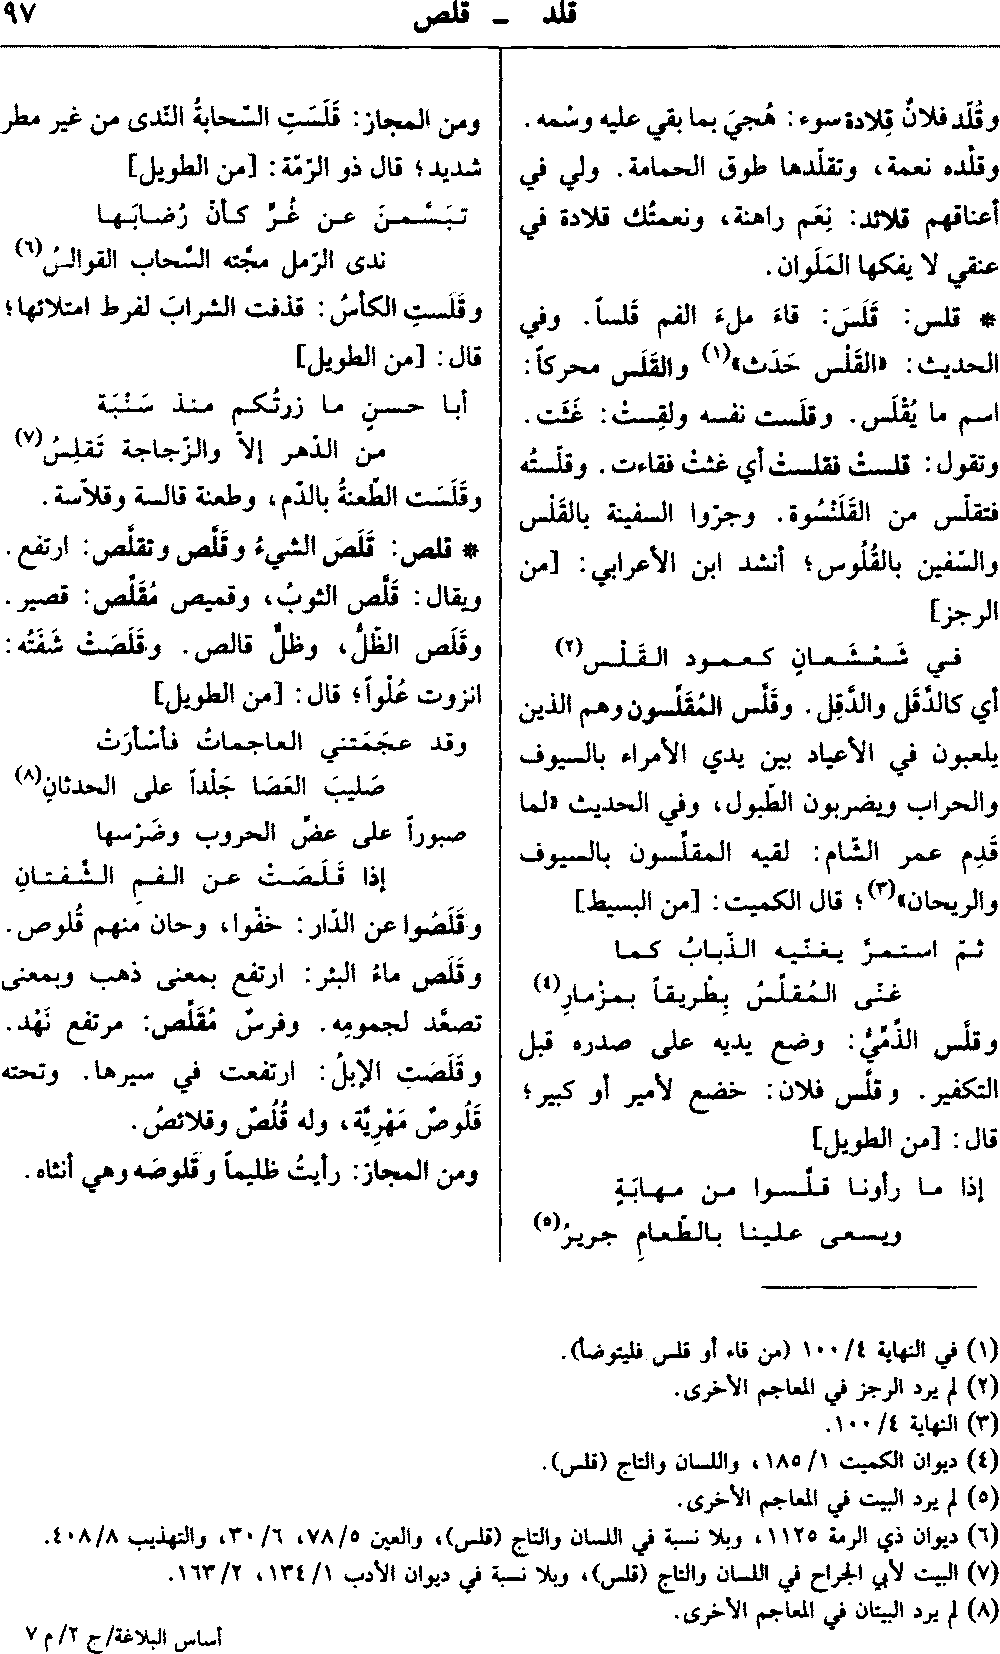 قلد ــ قلص
٩٧
وقُلّد فلانٌ قِلادة سوء: هُجيَ بما بقي عليه وسْمه.
وقلّده نعمة، وتقلّدها طوق الحمامة. ولي في
أعناقهم قلائد: نِعَم راهنة، ونعمتُك قلادة في
عنقي لا يفكها المَلَوان.
* قلس: قَلَسَ: قاءَ ملءَ الفم قَلساً. وفي
الحديث: «القَلْس حَدَث»(١) والقَلَس محركاً:
اسم ما يُقْلَس. وقلَست نفسه ولقِستْ: غَثَت.
وتقول: قلستْ فقلستْ أي غثتْ فقاءت. وقلّستُه
فتقلّس من القَلَنْسُوة. وجرّوا السفينة بالقَلْس
والسّفين بالقُلُوس؛ أنشد ابن الأعرابي: [من
الرجز]
في شَعْشَعانٍ كعمود القَلْس(٢)
أي كالدَّقَل والدَّقِل. وقلَّس المُقَلِّسون وهم الذين
يلعبون في الأعياد بين يدي الأمراء بالسيوف
والحراب ويضربون الطّبول، وفي الحديث «لما
قَدِم عمر الشّام: لقيه المقلِّسون بالسيوف
والريحان»(٣)؛ قال الكميت: [من البسيط]
ثمّ استمرَّ يغنّيه الذّبابُ كما
غنّى المُقلّسُ بِطْريقاً بمزْمارِ(٤)
وقلَّس الذِّمِّيُّ: وضع يديه على صدره قبل
التكفير. وقلَّس فلان: خضع لأمير أو كبير؛
قال: [من الطويل]
إذا ما رأونا قلَّسوا من مهابَةٍ
ويسعى علينا بالطّعامِ جريرُ(٥)
ومن المجاز: قَلَسَتِ السّحابةُ النّدى من غير مطر
شديد؛ قال ذو الرّمّة: [من الطويل]
تبَسّمنَ عن غُرٍّ كأنّ رُضابَها
ندى الرّمل مجَّته السَّحاب القوالسُ(٦)
وقَلَستِ الكأسُ: قذفت الشرابَ لفرط امتلائها؛
قال: [من الطويل]
أبا حسنٍ ما زرتُكم منذ سَنْبَة
من الدّهر إلاّ والزّجاجة تَقلِسُ(٧)
وقَلَسَت الطّعنةُ بالدّم، وطعنة قالسة وقلاّسة.
* قلص: قَلَصَ الشيءُ وقَلَّص وتقلَّص: ارتفع.
ويقال: قَلَّص الثوبُ، وقميص مُقَلِّص: قصير.
وقَلَص الظّلُّ، وظلٌّ قالص. وقَلَصَتْ شَفَتُه:
انزوت عُلْواً؛ قال: [من الطويل]
وقد عجَمَتني العاجماتُ فأسْأرَتْ
صَليبَ العَصَا جَلْداً على الحدثانِ(٨)
صبوراً على عضِّ الحروب وضَرْسها
إذا قَلَصَتْ عن الفمِ الشَّفتانِ
وقَلَصُوا عن الدّار: خفّوا، وحان منهم قُلوص.
وقَلَص ماءُ البئر: ارتفع بمعنى ذهب وبمعنى
تصعَّد لجمومِه. وفرسٌ مُقَلِّص: مرتفع نَهْد.
وقَلَصَتِ الإبلُ: ارتفعت في سيرها. وتحته
قَلُوصٌ مَهْرِيَّة، وله قُلُصٌ وقلائصُ.
ومن المجاز: رأيتُ ظليماً وقَلوصَه وهي أنثاه.
(١) في النهاية ٤/١٠٠ (من قاء أو قلس فليتوضأ).
(٢) لم يرد الرجز في المعاجم الأخرى.
(٣) النهاية ٤/١٠٠.
(٤) ديوان الكميت ١/١٨٥، واللسان والتاج (قلس).
(٥) لم يرد البيت في المعاجم الأخرى.
(٦) ديوان ذي الرمة ١١٢٥، وبلا نسبة في اللسان والتاج (قلس)، والعين ٥/٧٨، ٦/٣٠، والتهذيب ٨/٤٠٨.
(٧) البيت لأبي الجراح في اللسان والتاج (قلس)، وبلا نسبة في ديوان الأدب ١/١٣٤، ٢/١٦٣.
(٨) لم يرد البيتان في المعاجم الأخرى.
أساس البلاغة/ج ٢/م ٧